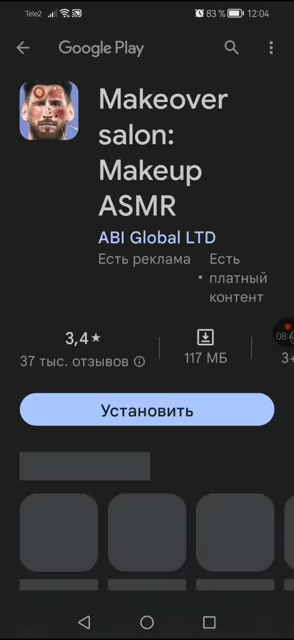 Tele2 83 % 12:04
Google Play
Makeover
salon:
Makeup
ASMR
ABI Global LTD
Есть реклама
Есть
• платный
контент
3,4★
37 тыс. отзывов
117 МБ
3+
Установить